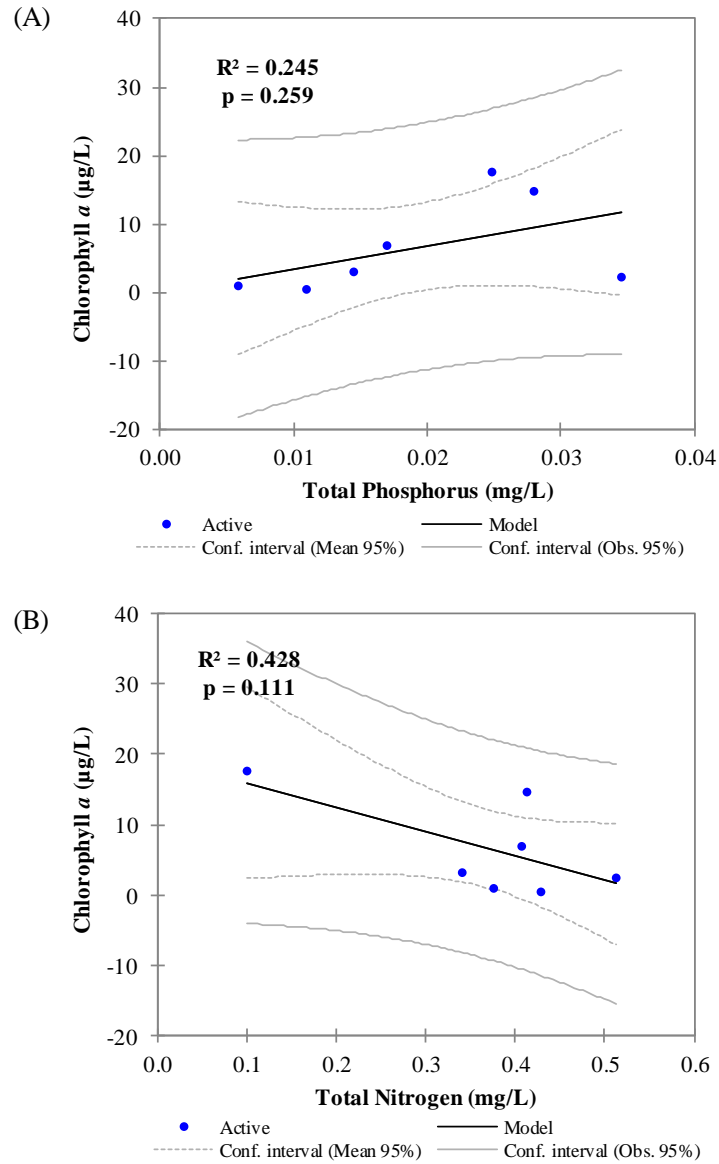 (A)
40
30
20
10
0
-10
-20
R² = 0.245
p = 0.259
Chlorophyll a (µg/L)
0.00 0.01 0.02 0.03 0.04
Total Phosphorus (mg/L)
Active Model
Conf. interval (Mean 95%) Conf. interval (Obs. 95%)
(B)
40
30
20
10
0
-10
-20
R² = 0.428
p = 0.111
Chlorophyll a (µg/L)
0.0 0.1 0.2 0.3 0.4 0.5 0.6
Total Nitrogen (mg/L)
Active Model
Conf. interval (Mean 95%) Conf. interval (Obs. 95%)